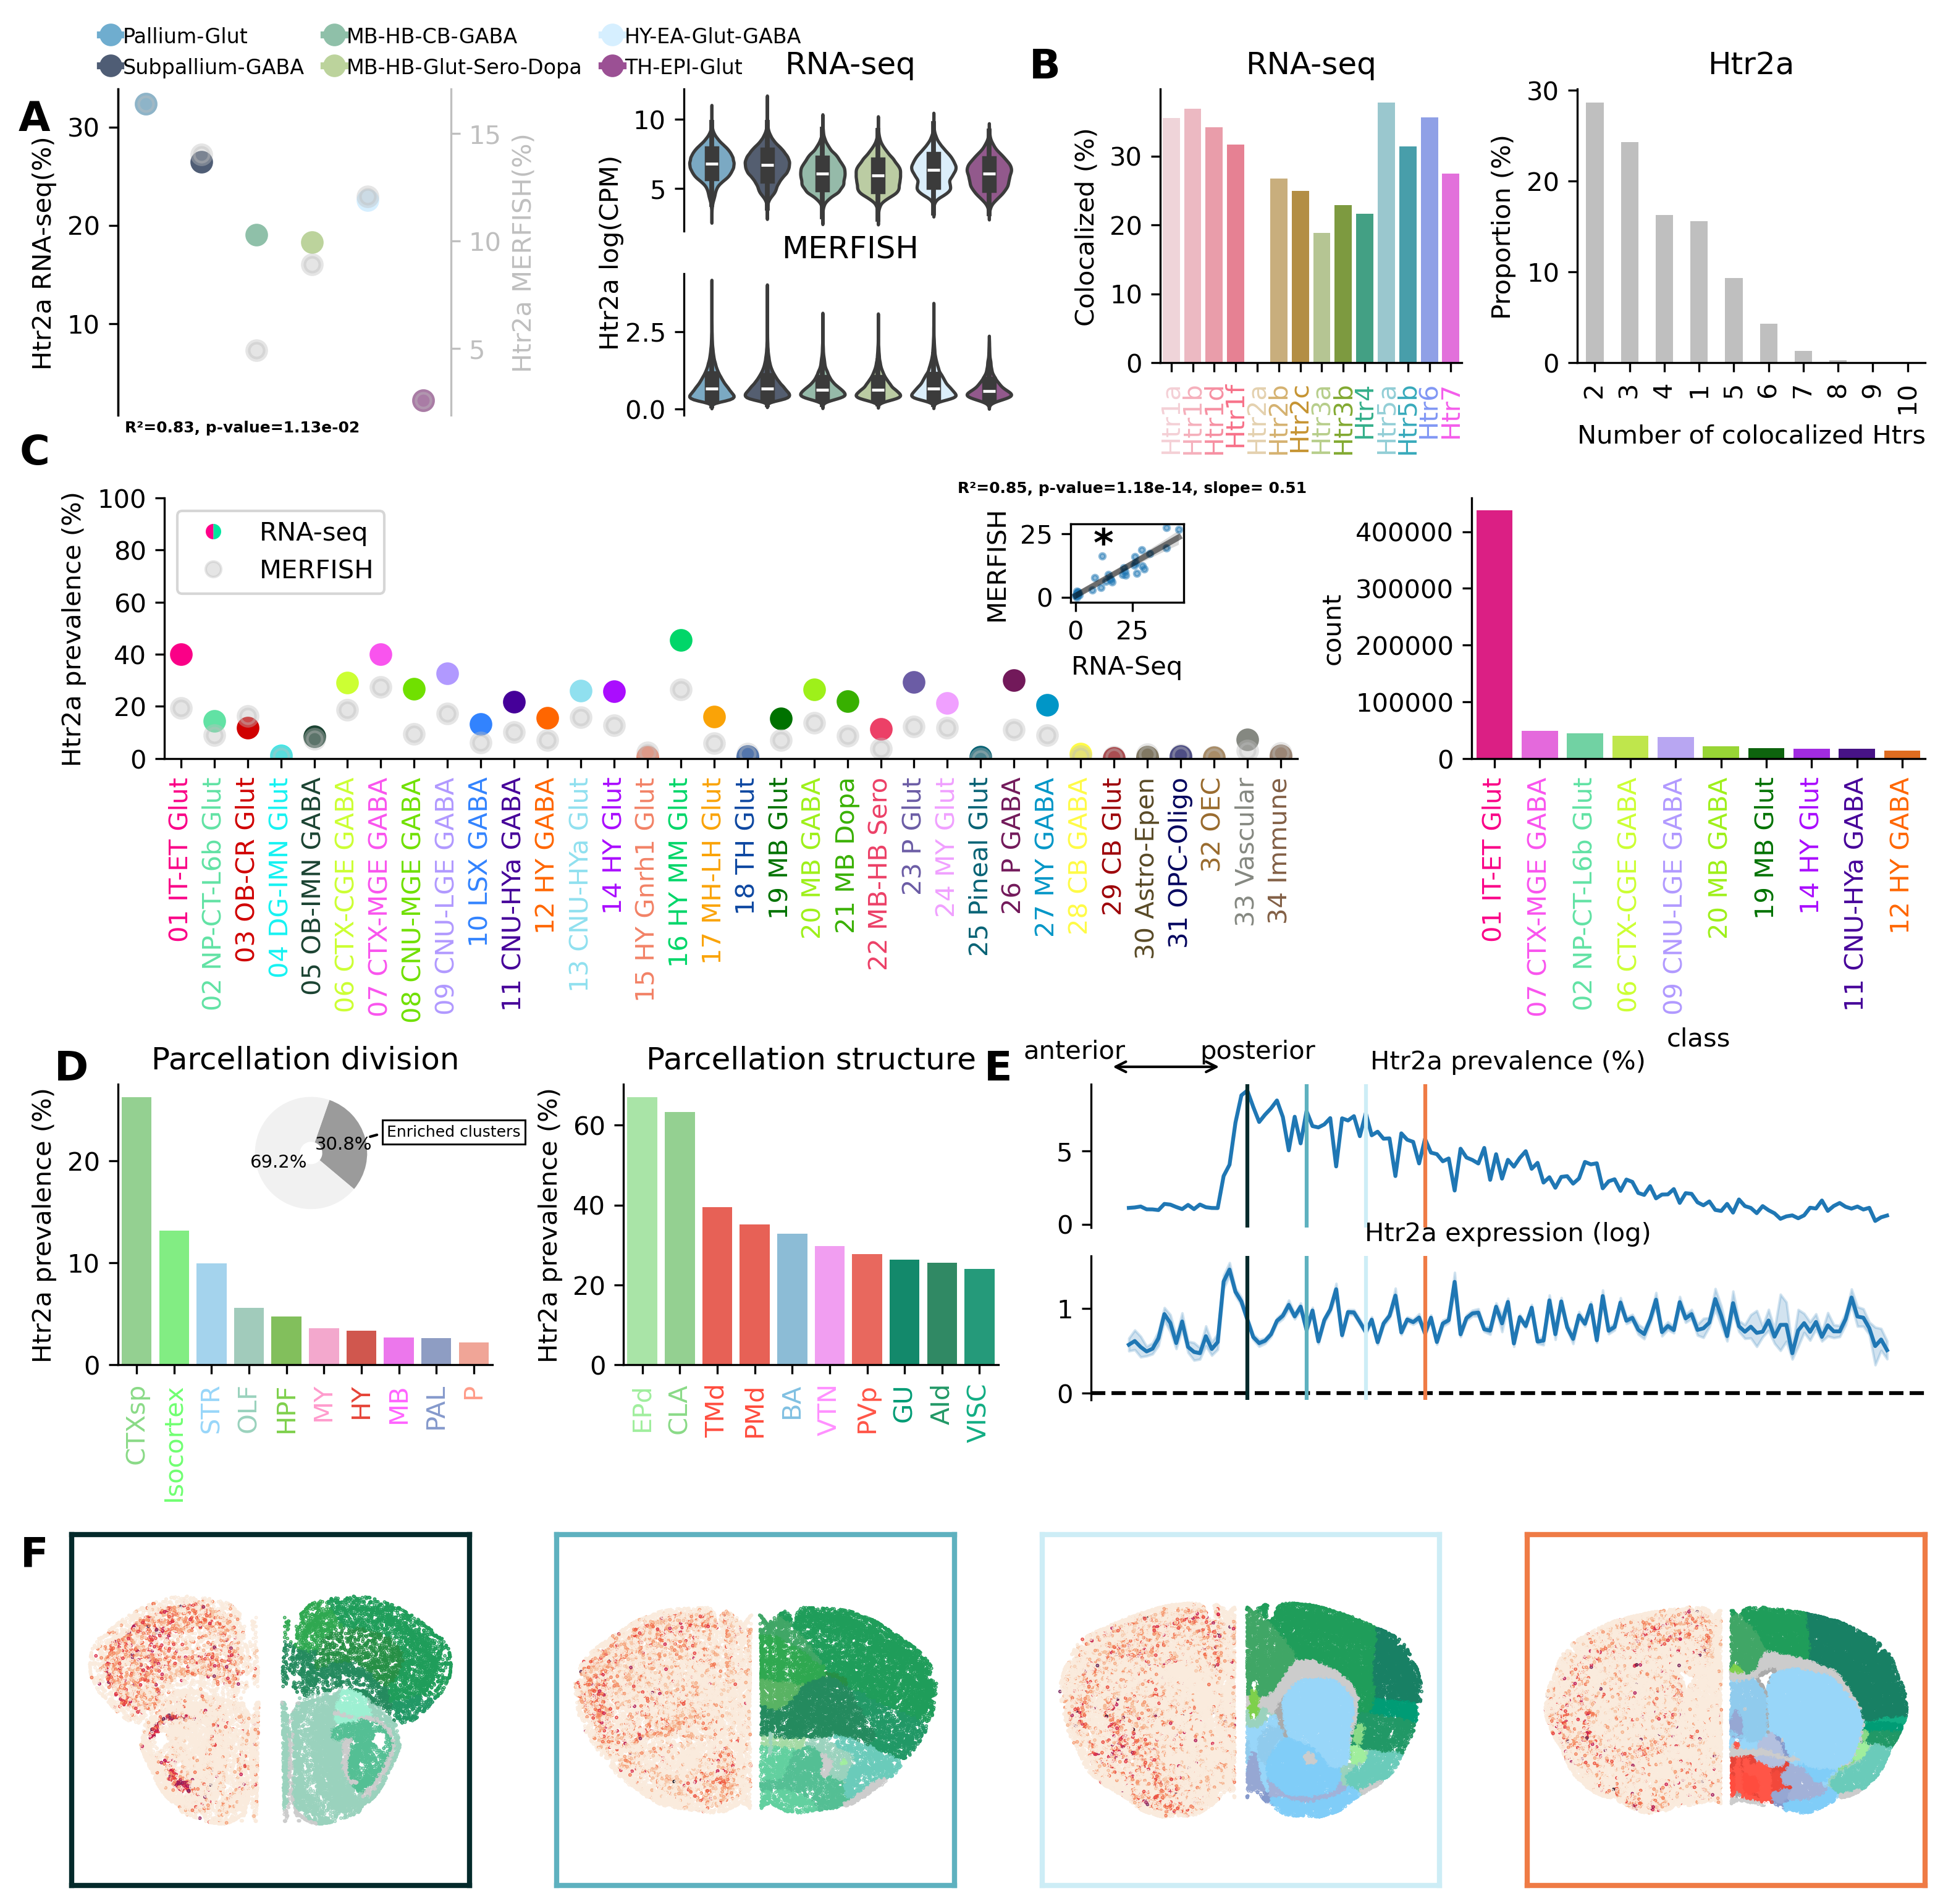 Pallium-Glut
MB-HB-CB-GABA
HY-EA-Glut-GABA
Subpallium-GABA
MB-HB-Glut-Sero-Dopa
TH-EPI-Glut
A
Htr2a RNA-seq(%)
30
20
10
15
10
5
Htr2a MERFISH(%)
R²=0.83, p-value=1.13e-02
RNA-seq
Htr2a log(CPM)
10
5
MERFISH
2.5
0.0
B
RNA-seq
Colocalized (%)
30
20
10
0
Htr1a
Htr1b
Htr1d
Htr1f
Htr2a
Htr2b
Htr2c
Htr3a
Htr3b
Htr4
Htr5a
Htr5b
Htr6
Htr7
Htr2a
Proportion (%)
30
20
10
0
2
3
4
1
5
6
7
8
9
10
Number of colocalized Htrs
C
Htr2a prevalence (%)
100
80
60
40
20
0
RNA-seq
MERFISH
R²=0.85, p-value=1.18e-14, slope= 0.51
MERFISH
25
0
*
0
25
RNA-Seq
01 IT-ET Glut
02 NP-CT-L6b Glut
03 OB-CR Glut
04 DG-IMN Glut
05 OB-IMN GABA
06 CTX-CGE GABA
07 CTX-MGE GABA
08 CNU-MGE GABA
09 CNU-LGE GABA
10 LSX GABA
11 CNU-HYa GABA
12 HY GABA
13 CNU-HYa Glut
14 HY Glut
15 HY Gnrh1 Glut
16 HY MM Glut
17 MH-LH Glut
18 TH Glut
19 MB Glut
20 MB GABA
21 MB Dopa
22 MB-HB Sero
23 P Glut
24 MY Glut
25 Pineal Glut
26 P GABA
27 MY GABA
28 CB GABA
29 CB Glut
30 Astro-Epen
31 OPC-Oligo
32 OEC
33 Vascular
34 Immune
count
400000
300000
200000
100000
0
01 IT-ET Glut
07 CTX-MGE GABA
02 NP-CT-L6b Glut
06 CTX-CGE GABA
09 CNU-LGE GABA
20 MB GABA
19 MB Glut
14 HY Glut
11 CNU-HYa GABA
12 HY GABA
class
D
Parcellation division
Htr2a prevalence (%)
20
10
0
69.2%
30.8%
Enriched clusters
CTXsp
Isocortex
STR
OLF
HPF
MY
HY
MB
PAL
P
Parcellation structure
Htr2a prevalence (%)
60
40
20
0
EPd
CLA
TMd
PMd
BA
VTN
PVp
GU
AId
VISC
E
anterior
posterior
Htr2a prevalence (%)
5
0
Htr2a expression (log)
1
0
F